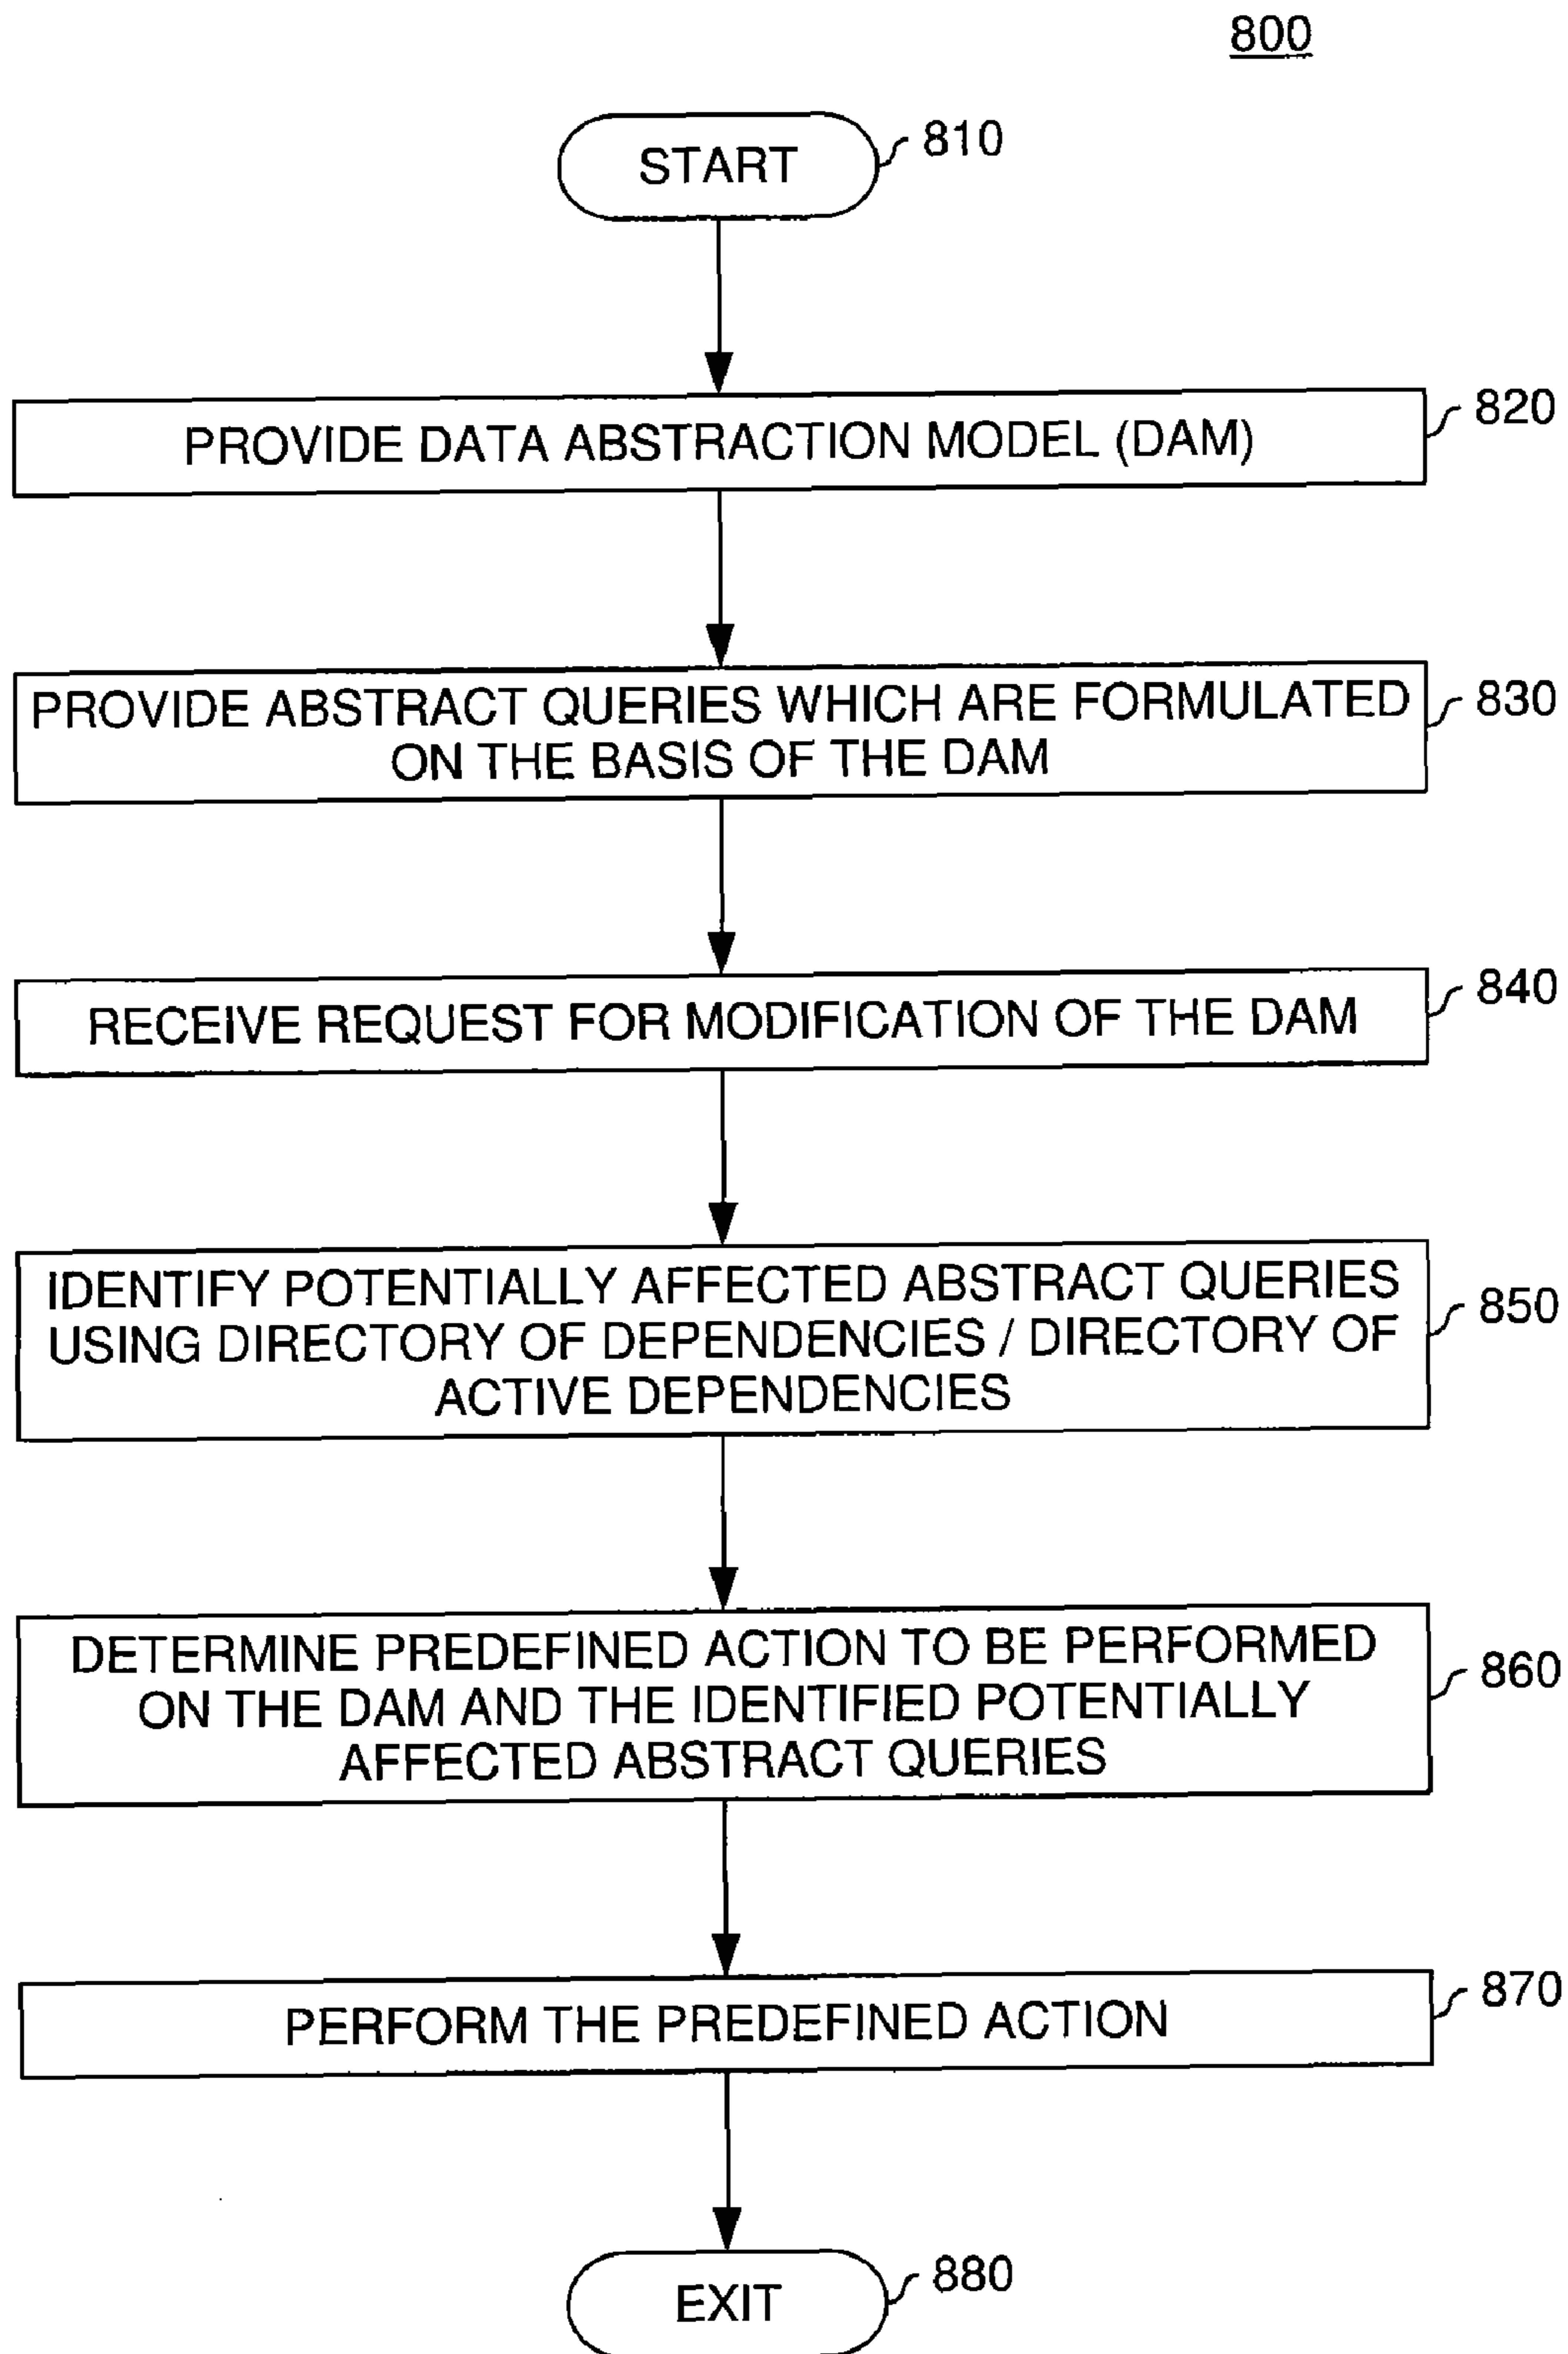 800
START
810
PROVIDE DATA ABSTRACTION MODEL (DAM)
820
PROVIDE ABSTRACT QUERIES WHICH ARE FORMULATED
ON THE BASIS OF THE DAM
830
RECEIVE REQUEST FOR MODIFICATION OF THE DAM
840
IDENTIFY POTENTIALLY AFFECTED ABSTRACT QUERIES
USING DIRECTORY OF DEPENDENCIES / DIRECTORY OF
ACTIVE DEPENDENCIES
850
DETERMINE PREDEFINED ACTION TO BE PERFORMED
ON THE DAM AND THE IDENTIFIED POTENTIALLY
AFFECTED ABSTRACT QUERIES
860
PERFORM THE PREDEFINED ACTION
870
EXIT
880